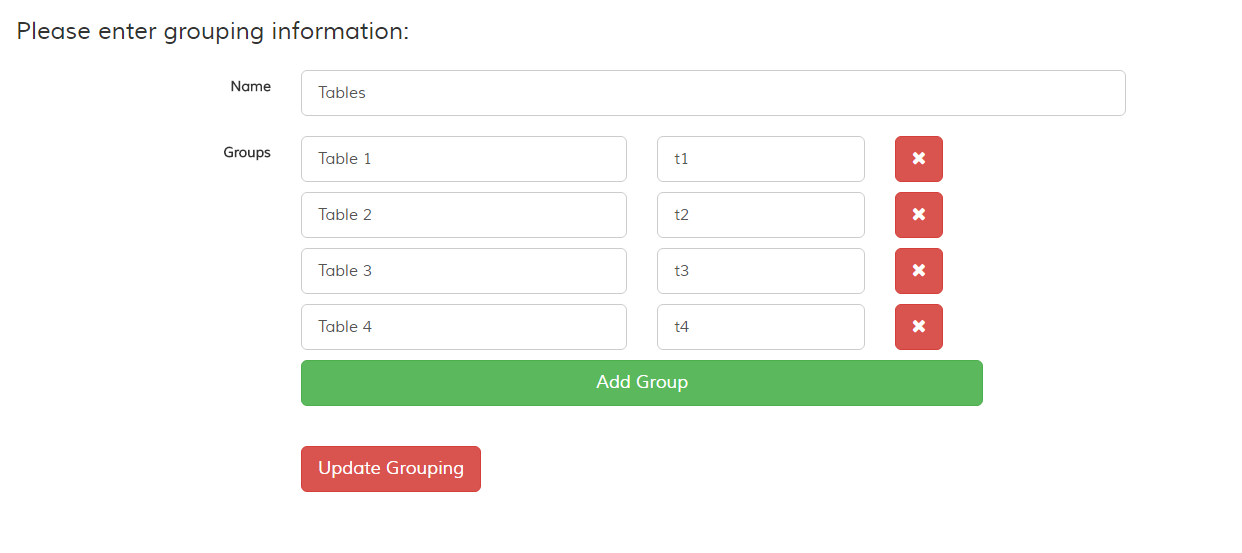 Please enter grouping information:
Name
Tables
Groups
Table 1 t1
Table 2 t2
Table 3 t3
Table 4 t4
Add Group
Update Grouping